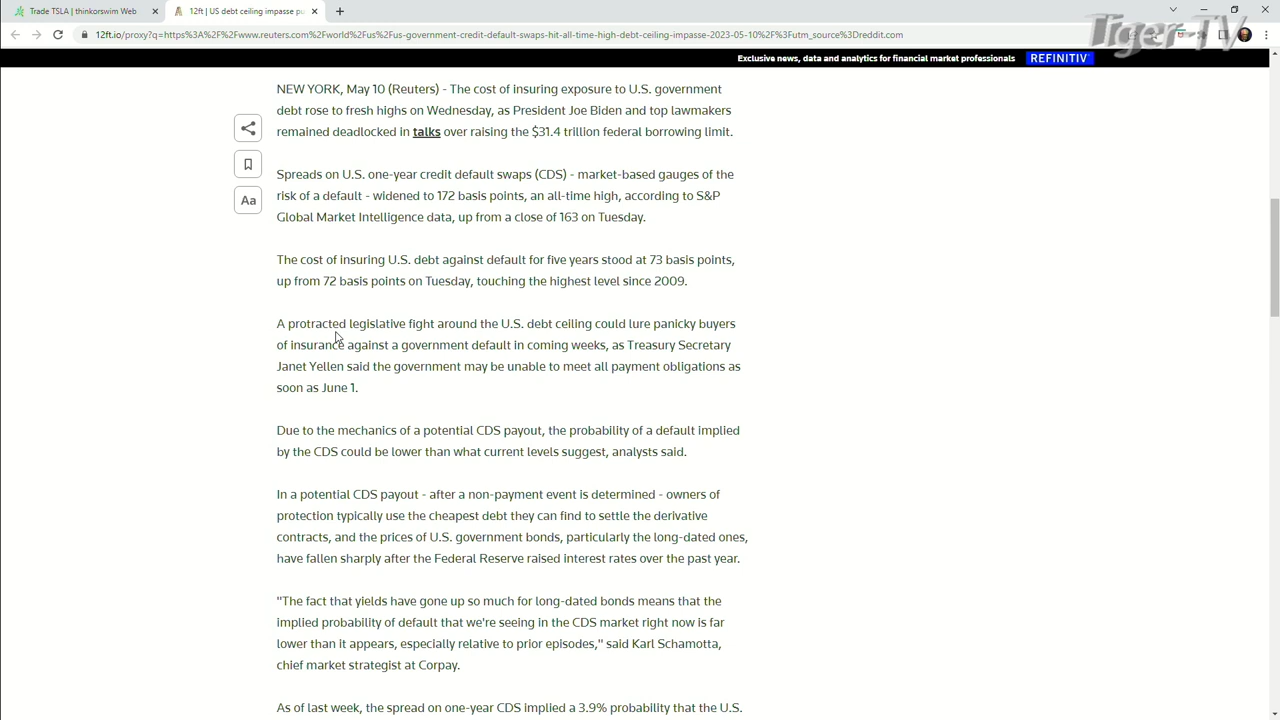 Trade TSLA | thinkorswim Web
12ft | US debt ceiling impasse pu
12ft.io/proxy?q=https%3A%2F%2Fwww.reuters.com%2Fworld%2Fus%2Fus-government-credit-default-swaps-hit-all-time-high-debt-ceiling-impasse-2023-05-10%2F%3Futm_source%3Dreddit.com
Tiger TV
Exclusive news, data and analytics for financial market professionals REFINITIV
NEW YORK, May 10 (Reuters) - The cost of insuring exposure to U.S. government
debt rose to fresh highs on Wednesday, as President Joe Biden and top lawmakers
remained deadlocked in talks over raising the $31.4 trillion federal borrowing limit.
Aa
Spreads on U.S. one-year credit default swaps (CDS) - market-based gauges of the
risk of a default - widened to 172 basis points, an all-time high, according to S&P
Global Market Intelligence data, up from a close of 163 on Tuesday.
The cost of insuring U.S. debt against default for five years stood at 73 basis points,
up from 72 basis points on Tuesday, touching the highest level since 2009.
A protracted legislative fight around the U.S. debt ceiling could lure panicky buyers
of insurance against a government default in coming weeks, as Treasury Secretary
Janet Yellen said the government may be unable to meet all payment obligations as
soon as June 1.
Due to the mechanics of a potential CDS payout, the probability of a default implied
by the CDS could be lower than what current levels suggest, analysts said.
In a potential CDS payout - after a non-payment event is determined - owners of
protection typically use the cheapest debt they can find to settle the derivative
contracts, and the prices of U.S. government bonds, particularly the long-dated ones,
have fallen sharply after the Federal Reserve raised interest rates over the past year.
"The fact that yields have gone up so much for long-dated bonds means that the
implied probability of default that we're seeing in the CDS market right now is far
lower than it appears, especially relative to prior episodes," said Karl Schamotta,
chief market strategist at Corpay.
As of last week, the spread on one-year CDS implied a 3.9% probability that the U.S.